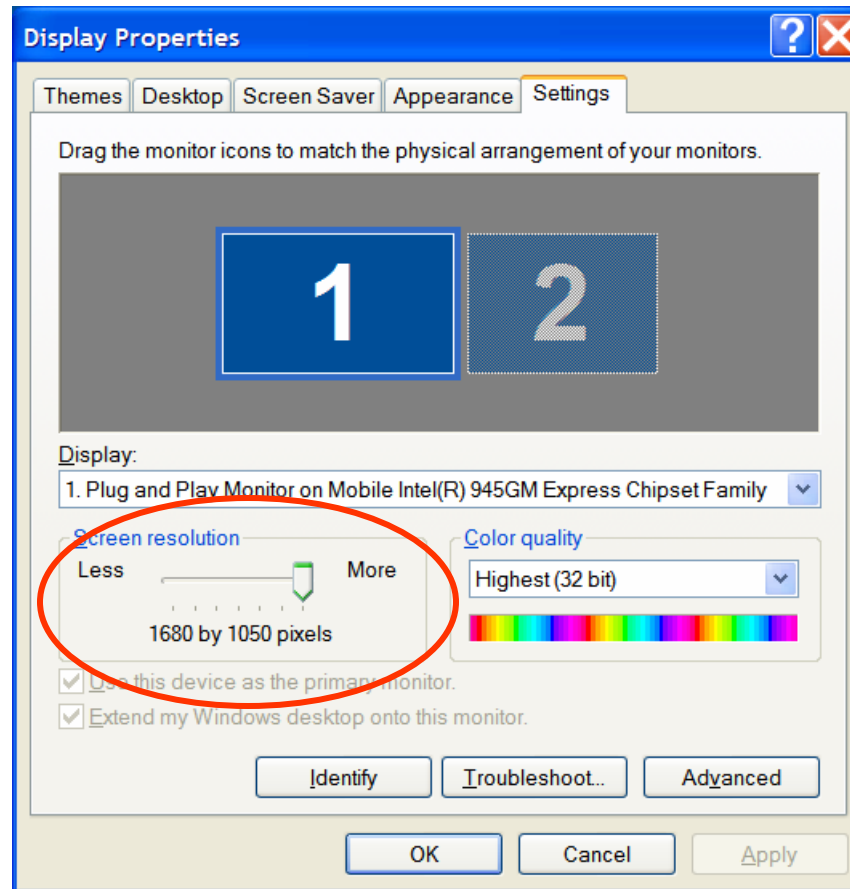 Display Properties
Themes Desktop Screen Saver Appearance Settings
Drag the monitor icons to match the physical arrangement of your monitors.
1 2
Display:
1. Plug and Play Monitor on Mobile Intel(R) 945GM Express Chipset Family
Screen resolution
Less More
1680 by 1050 pixels
Color quality
Highest (32 bit)
Use this device as the primary monitor.
Extend my Windows desktop onto this monitor.
Identify Troubleshoot... Advanced
OK Cancel Apply